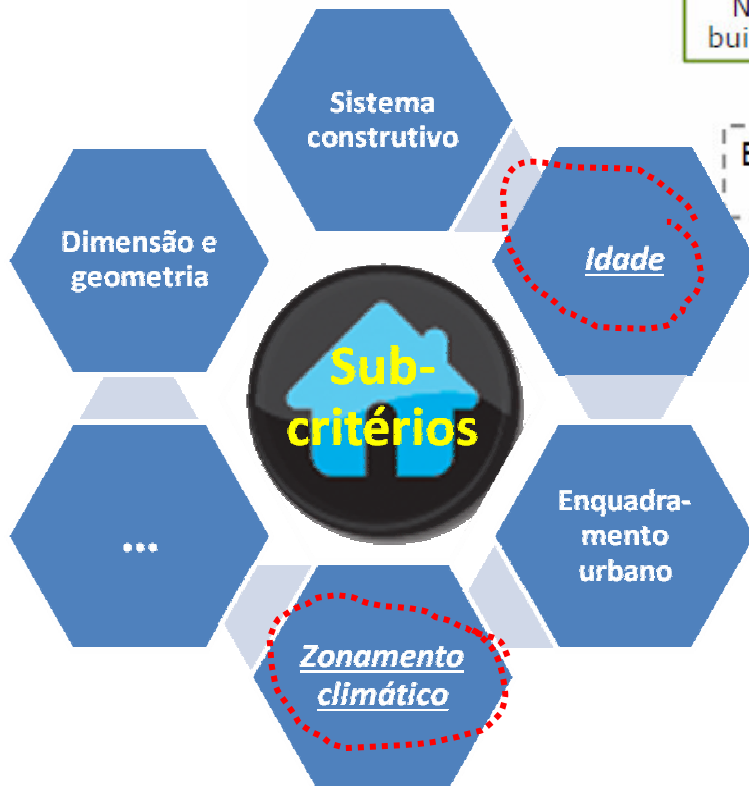 Sistema
construtivo
Idade
Enquadra-
mento
urbano
Zonamento
climático
...
Dimensão e
geometria
Sub-
critérios